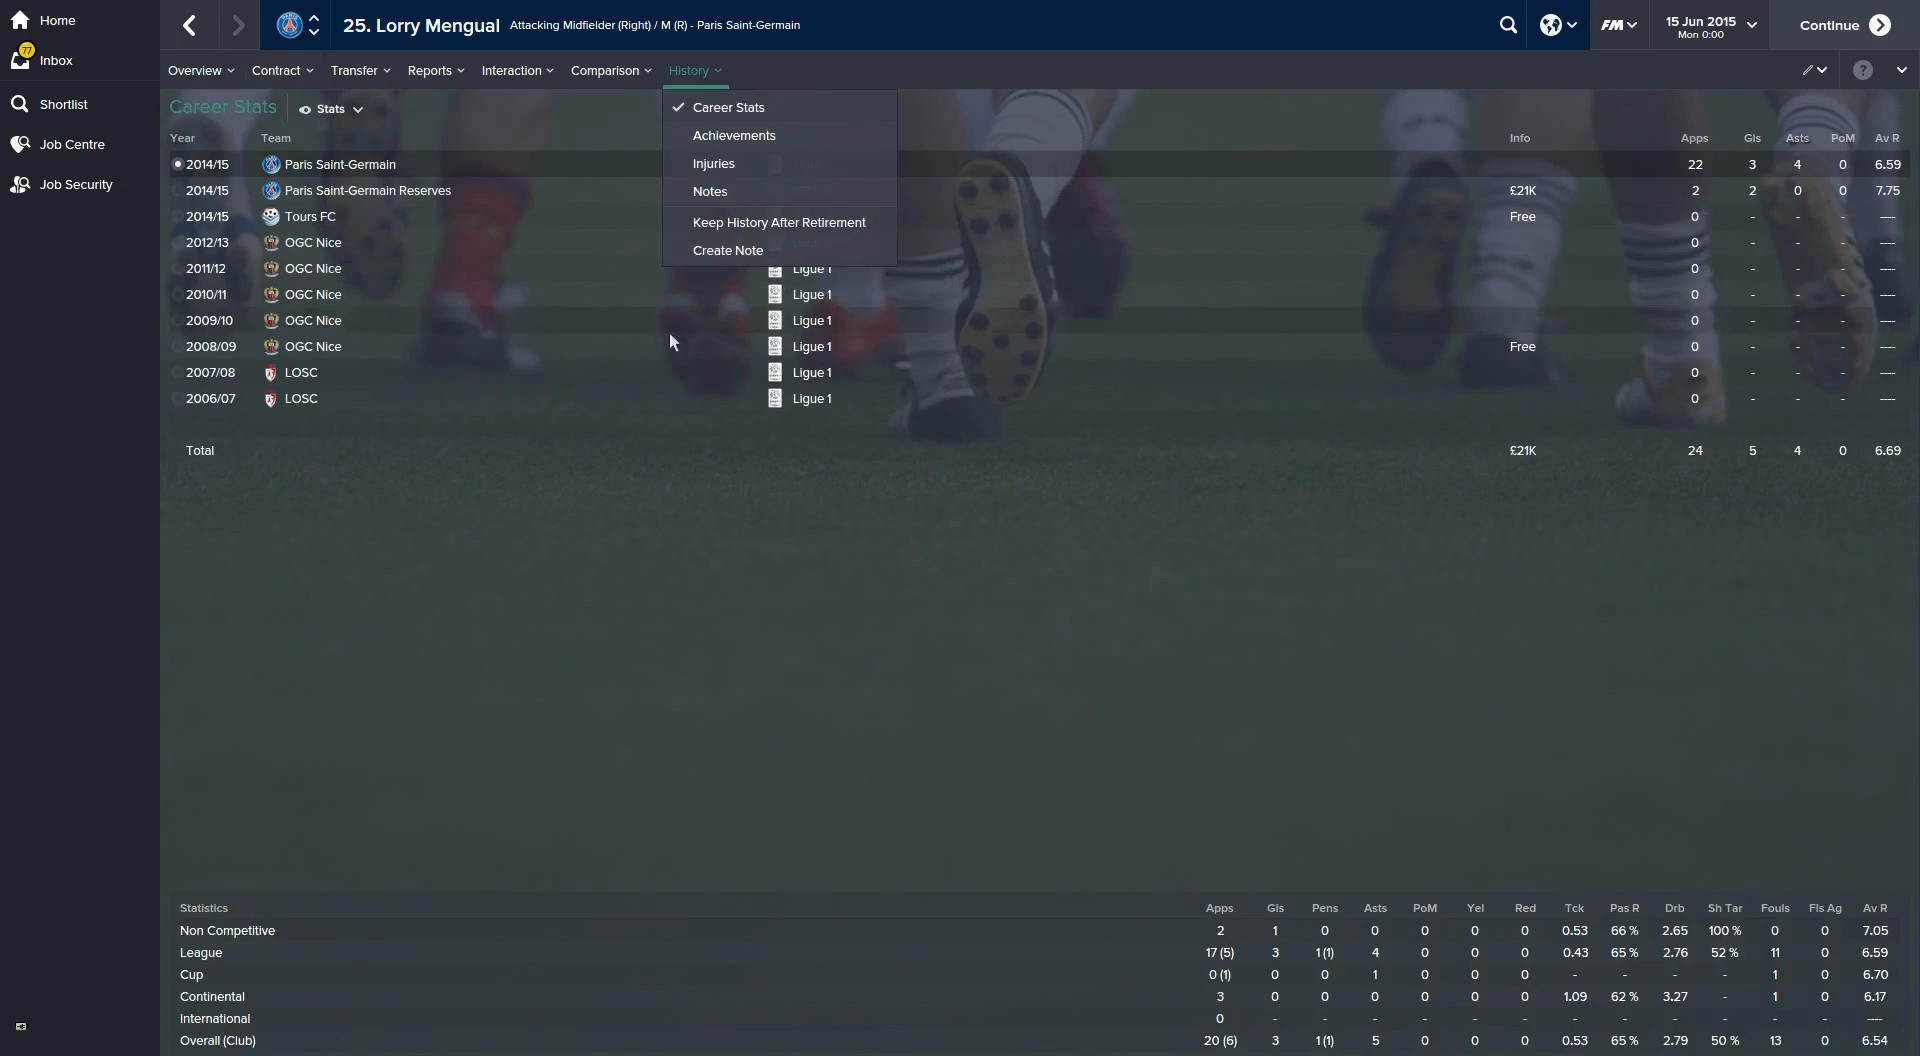 Home
77
Inbox
Shortlist
Job Centre
Job Security
25. Lorry Mengual Attacking Midfielder (Right) / M (R) - Paris Saint-Germain
FM
15 Jun 2015
Mon 0:00
Continue
Overview Contract Transfer Reports Interaction Comparison History
?
Career Stats Stats
Career Stats
Achievements
Injuries
Notes
Keep History After Retirement
Create Note
Year Team Info Apps Gls Asts PoM Av R
2014/15 Paris Saint-Germain 22 3 4 0 6.59
2014/15 Paris Saint-Germain Reserves £21K 2 2 0 0 7.75
2014/15 Tours FC Free 0 - - - ----
2012/13 OGC Nice 0 - - - ----
2011/12 OGC Nice Ligue 1 0 - - - ----
2010/11 OGC Nice Ligue 1 0 - - - ----
2009/10 OGC Nice Ligue 1 0 - - - ----
2008/09 OGC Nice Ligue 1 Free 0 - - - ----
2007/08 LOSC Ligue 1 0 - - - ----
2006/07 LOSC Ligue 1 0 - - - ----
Total £21K 24 5 4 0 6.69
Statistics Apps Gls Pens Asts PoM Yel Red Tck Pas R Drb Sh Tar Fouls Fls Ag Av R
Non Competitive 2 1 0 0 0 0 0 0.53 66 % 2.65 100 % 0 0 7.05
League 17 (5) 3 1 (1) 4 0 0 0 0.43 65 % 2.76 52 % 11 0 6.59
Cup 0 (1) 0 0 1 0 0 0 - - - - 1 0 6.70
Continental 3 0 0 0 0 0 0 1.09 62 % 3.27 - 1 0 6.17
International 0 - - - - - - - - - - - - ----
Overall (Club) 20 (6) 3 1 (1) 5 0 0 0 0.53 65 % 2.79 50 % 13 0 6.54